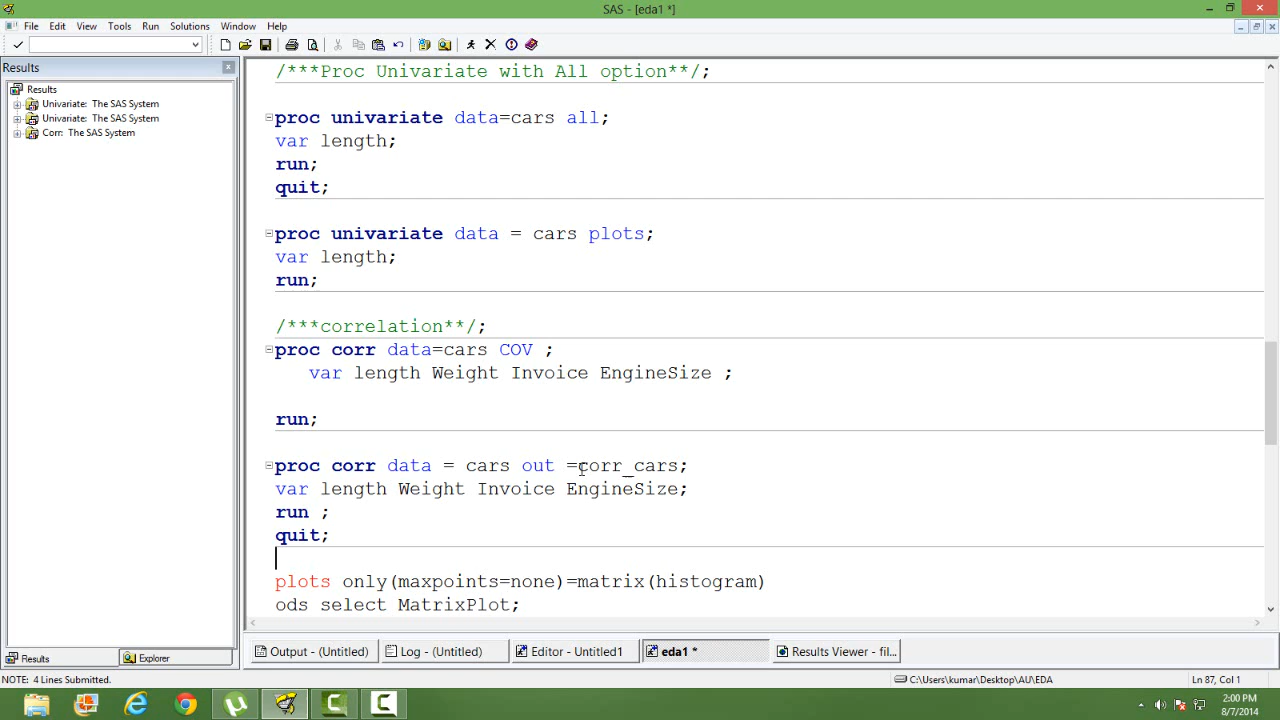 SAS - [eda1 *]
File Edit View Tools Run Solutions Window Help
Results
Results
Univariate: The SAS System
Univariate: The SAS System
Corr: The SAS System
/***Proc Univariate with All option**/;
proc univariate data=cars all;
var length;
run;
quit;
proc univariate data = cars plots;
var length;
run;
/***correlation**/;
proc corr data=cars COV ;
var length Weight Invoice EngineSize ;
run;
proc corr data = cars out =corr_cars;
var length Weight Invoice EngineSize;
run ;
quit;
plots only(maxpoints=none)=matrix(histogram)
ods select MatrixPlot;
Results Explorer
Output - (Untitled) Log - (Untitled) Editor - Untitled1 eda1 * Results Viewer - fil...
NOTE: 4 Lines Submitted. C:\Users\kumar\Desktop\AU\EDA Ln 87, Col 1
2:00 PM
8/7/2014